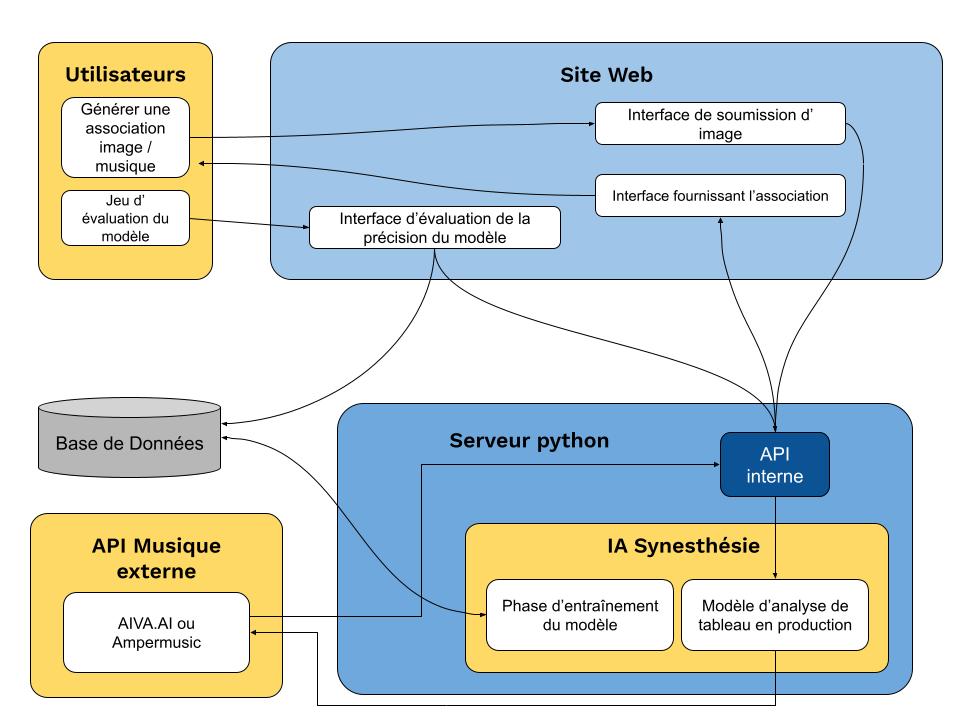 Utilisateurs
Générer une
association
image /
musique
Jeu d'
évaluation du
modèle
Site Web
Interface de soumission d'
image
Interface fournissant l'association
Interface d'évaluation de la
précision du modèle
Base de Données
Serveur python
API
interne
IA Synesthésie
Phase d'entraînement
du modèle
Modèle d'analyse de
tableau en production
API Musique
externe
AIVA.AI ou
Ampermusic